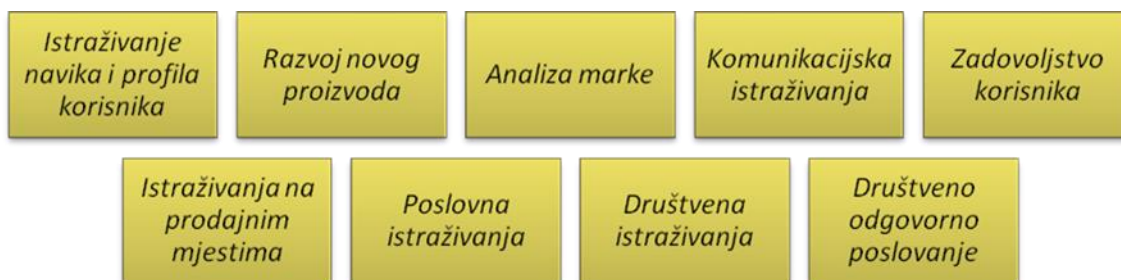 Istraživanje
navika i profila
korisnika
Razvoj novog
proizvoda
Analiza marke
Komunikacijska
istraživanja
Zadovoljstvo
korisnika
Istraživanja na
prodajnim
mjestima
Poslovna
istraživanja
Društvena
istraživanja
Društveno
odgovorno
poslovanje